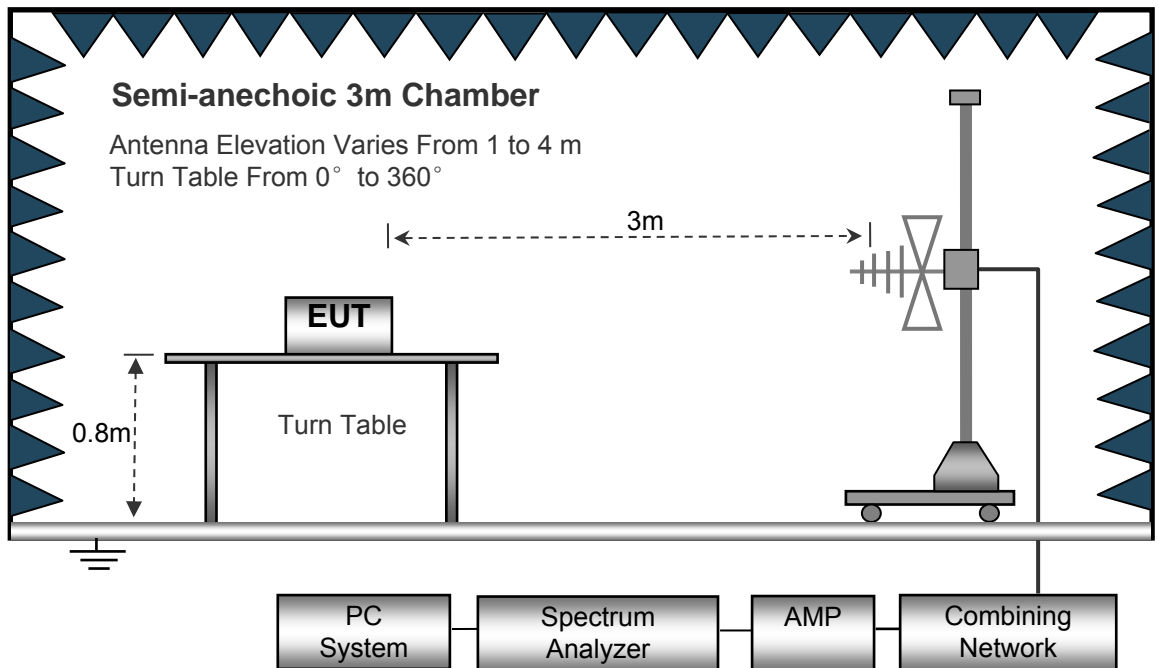 Semi-anechoic 3m Chamber
Antenna Elevation Varies From 1 to 4 m
Turn Table From 0° to 360°
3m
EUT
0.8m
Turn Table
PC
System
Spectrum
Analyzer
AMP
Combining
Network